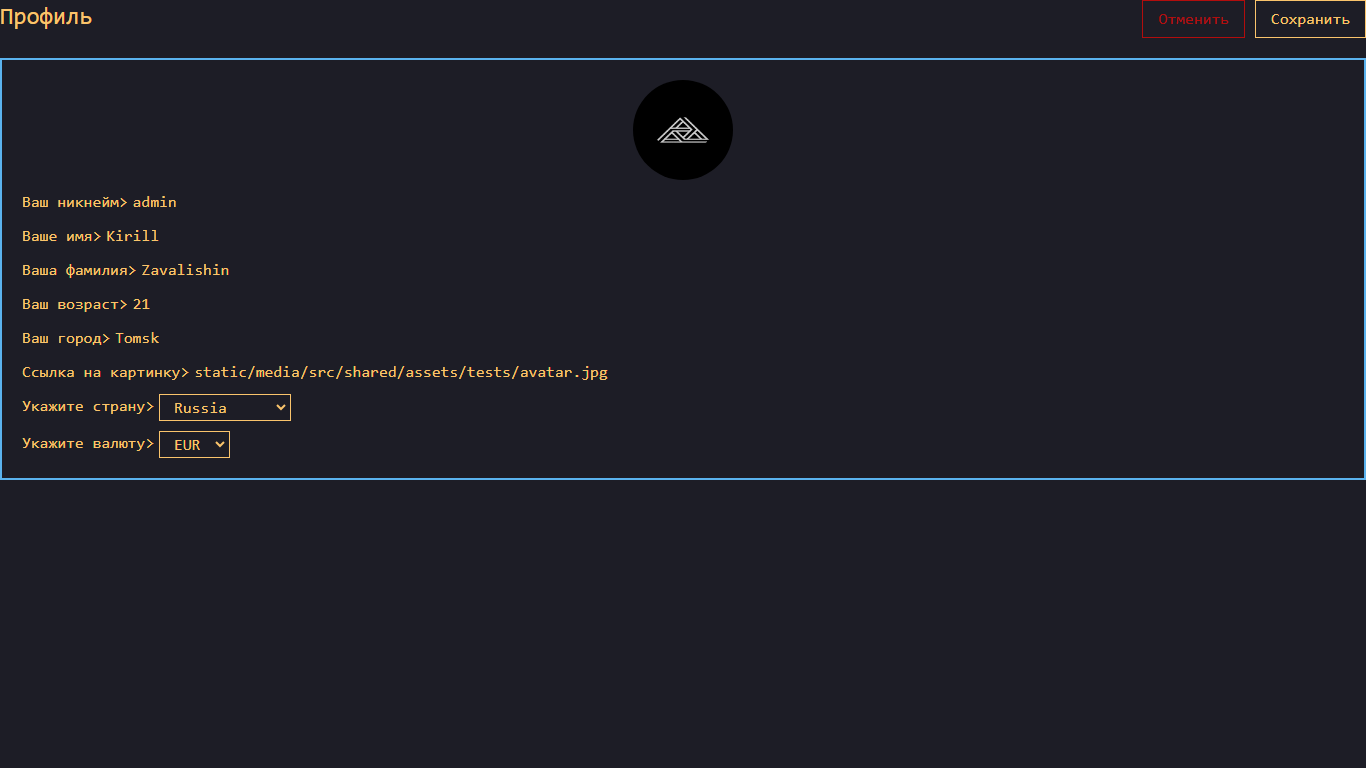 Профиль
Отменить
Сохранить
Ваш никнейм> admin
Ваше имя> Kirill
Ваша фамилия> Zavalishin
Ваш возраст> 21
Ваш город> Tomsk
Ссылка на картинку> static/media/src/shared/assets/tests/avatar.jpg
Укажите страну> Russia
Укажите валюту> EUR